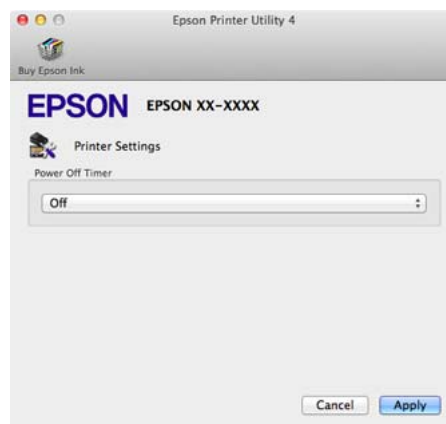 Epson Printer Utility 4
Buy Epson Ink
EPSON EPSON XX-XXXX
Printer Settings
Power Off Timer
Off
Cancel Apply